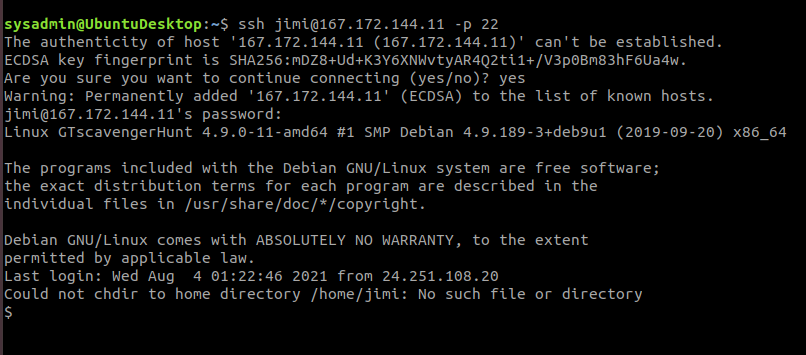 sysadmin@UbuntuDesktop:~$ ssh jimi@167.172.144.11 -p 22
The authenticity of host '167.172.144.11 (167.172.144.11)' can't be established.
ECDSA key fingerprint is SHA256:mDZ8+Ud+K3Y6XNWvtyAR4Q2ti1+/V3p0Bm83hF6Ua4w.
Are you sure you want to continue connecting (yes/no)? yes
Warning: Permanently added '167.172.144.11' (ECDSA) to the list of known hosts.
jimi@167.172.144.11's password:
Linux GTscavengerHunt 4.9.0-11-amd64 #1 SMP Debian 4.9.189-3+deb9u1 (2019-09-20) x86_64
The programs included with the Debian GNU/Linux system are free software;
the exact distribution terms for each program are described in the
individual files in /usr/share/doc/*/copyright.
Debian GNU/Linux comes with ABSOLUTELY NO WARRANTY, to the extent
permitted by applicable law.
Last login: Wed Aug  4 01:22:46 2021 from 24.251.108.20
Could not chdir to home directory /home/jimi: No such file or directory
$